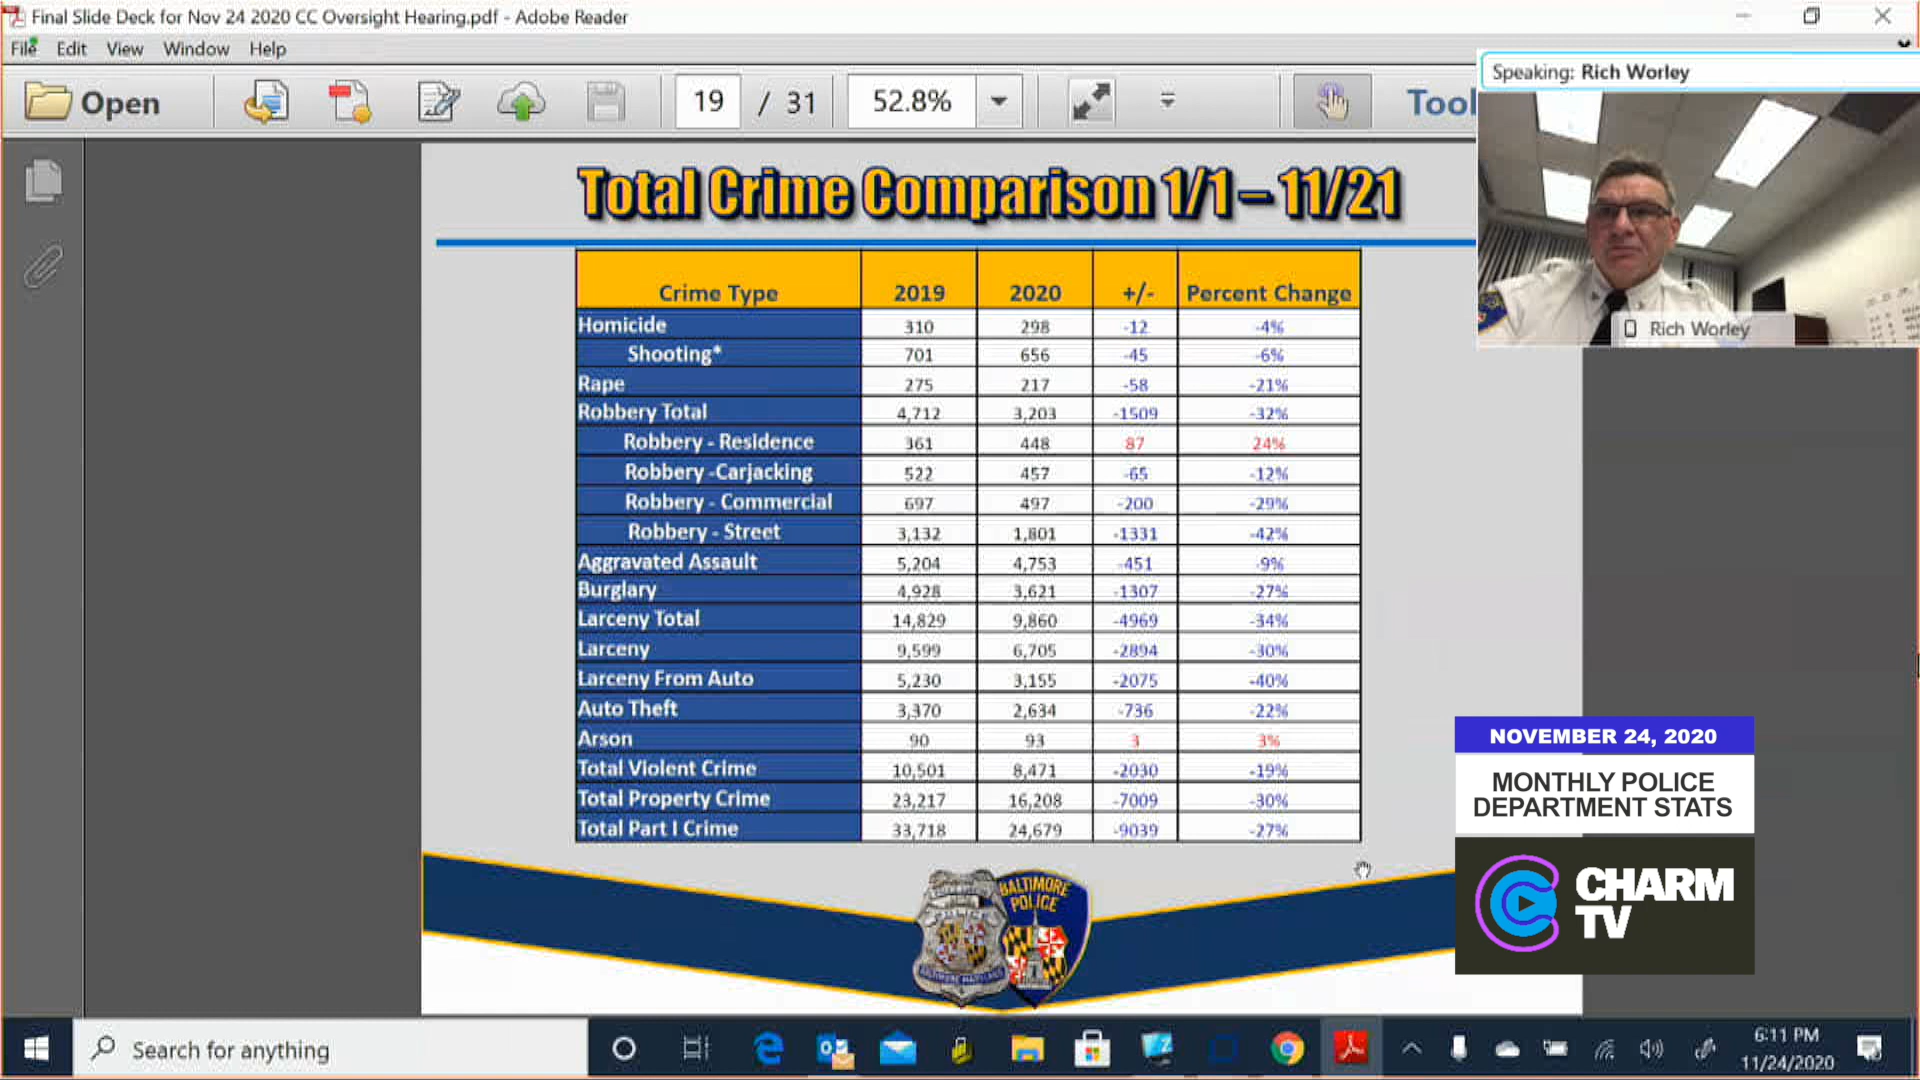 Final Slide Deck for Nov 24 2020 CC Oversight Hearing.pdf - Adobe Reader
File Edit View Window Help
Open 19 / 31 52.8% Tool
Speaking: Rich Worley
Rich Worley
Total Crime Comparison 1/1 – 11/21
Crime Type 2019 2020 +/- Percent Change
Homicide 310 298 -12 -4%
Shooting* 701 656 -45 -6%
Rape 275 217 -58 -21%
Robbery Total 4,712 3,203 -1509 -32%
Robbery - Residence 361 448 87 24%
Robbery -Carjacking 522 457 -65 -12%
Robbery - Commercial 697 497 -200 -29%
Robbery - Street 3,132 1,801 -1331 -42%
Aggravated Assault 5,204 4,753 -451 -9%
Burglary 4,928 3,621 -1307 -27%
Larceny Total 14,829 9,860 -4969 -34%
Larceny 9,599 6,705 -2894 -30%
Larceny From Auto 5,230 3,155 -2075 -40%
Auto Theft 3,370 2,634 -736 -22%
Arson 90 93 3 3%
Total Violent Crime 10,501 8,471 -2030 -19%
Total Property Crime 23,217 16,208 -7009 -30%
Total Part I Crime 33,718 24,679 -9039 -27%
NOVEMBER 24, 2020
MONTHLY POLICE
DEPARTMENT STATS
CHARM
TV
BALTIMORE
POLICE
POLICE
Search for anything
6:11 PM
11/24/2020